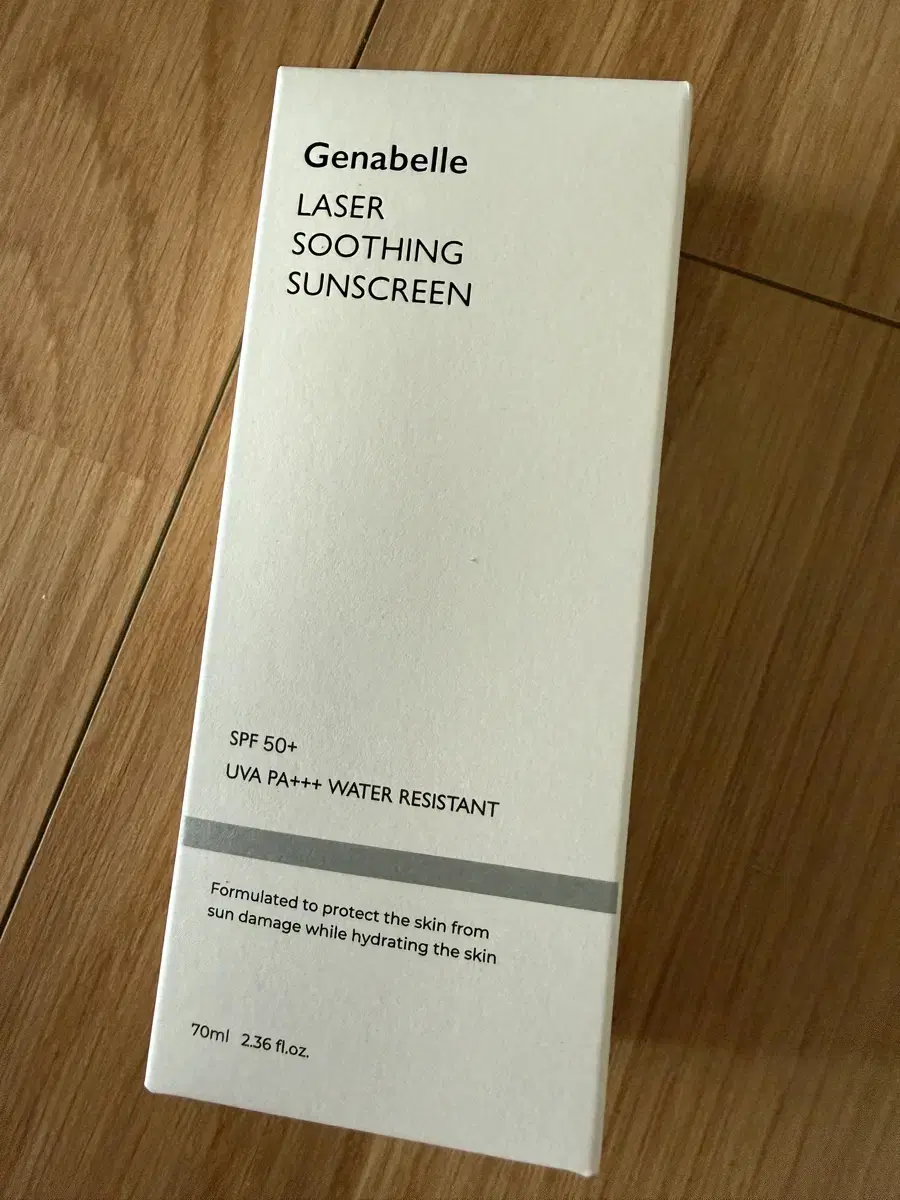 Genabelle
LASER
SOOTHING
SUNSCREEN
SPF 50+
UVA PA+++ WATER RESISTANT
Formulated to protect the skin from
sun damage while hydrating the skin
70ml 2.36 fl.oz.